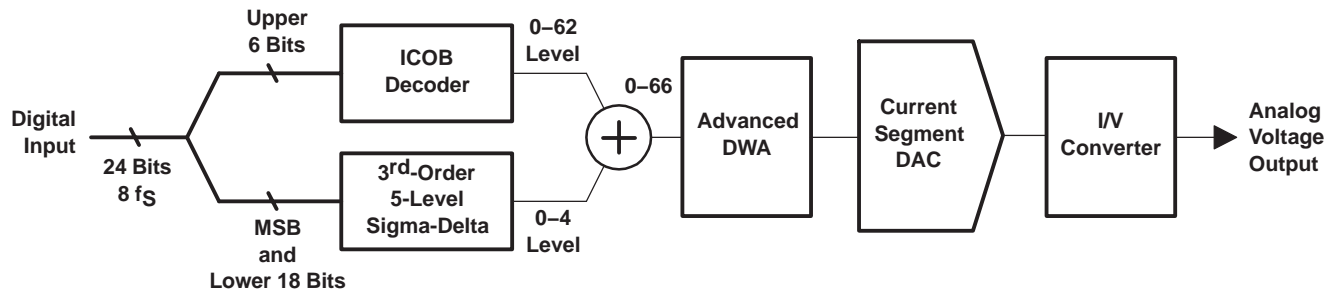 Digital
Input
24 Bits
8 fS
Upper
6 Bits
ICOB
Decoder
0–62
Level
MSB
and
Lower 18 Bits
3rd-Order
5-Level
Sigma-Delta
0–4
Level
0–66
+
Advanced
DWA
Current
Segment
DAC
I/V
Converter
Analog
Voltage
Output